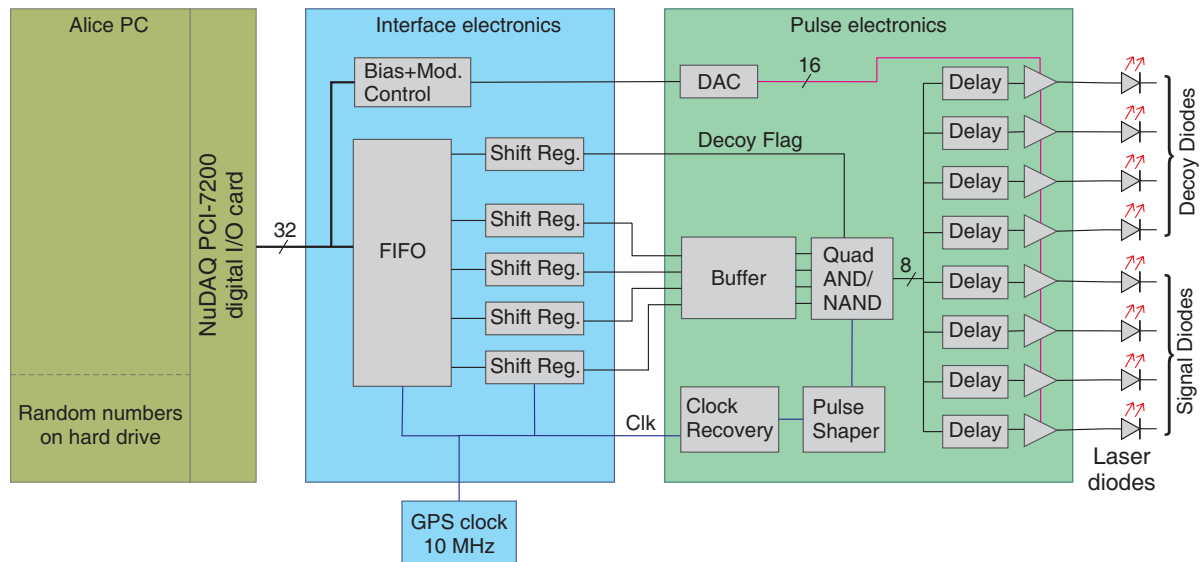 Alice PC
Interface electronics
Pulse electronics
NuDAQ PCI-7200
digital I/O card
Random numbers
on hard drive
32
Bias+Mod.
Control
FIFO
Shift Reg.
Shift Reg.
Shift Reg.
Shift Reg.
Shift Reg.
GPS clock
10 MHz
Clk
DAC
16
Decoy Flag
Buffer
Quad
AND/
NAND
8
Clock
Recovery
Pulse
Shaper
Delay
Delay
Delay
Delay
Delay
Delay
Delay
Delay
Decoy Diodes
Signal Diodes
Laser
diodes